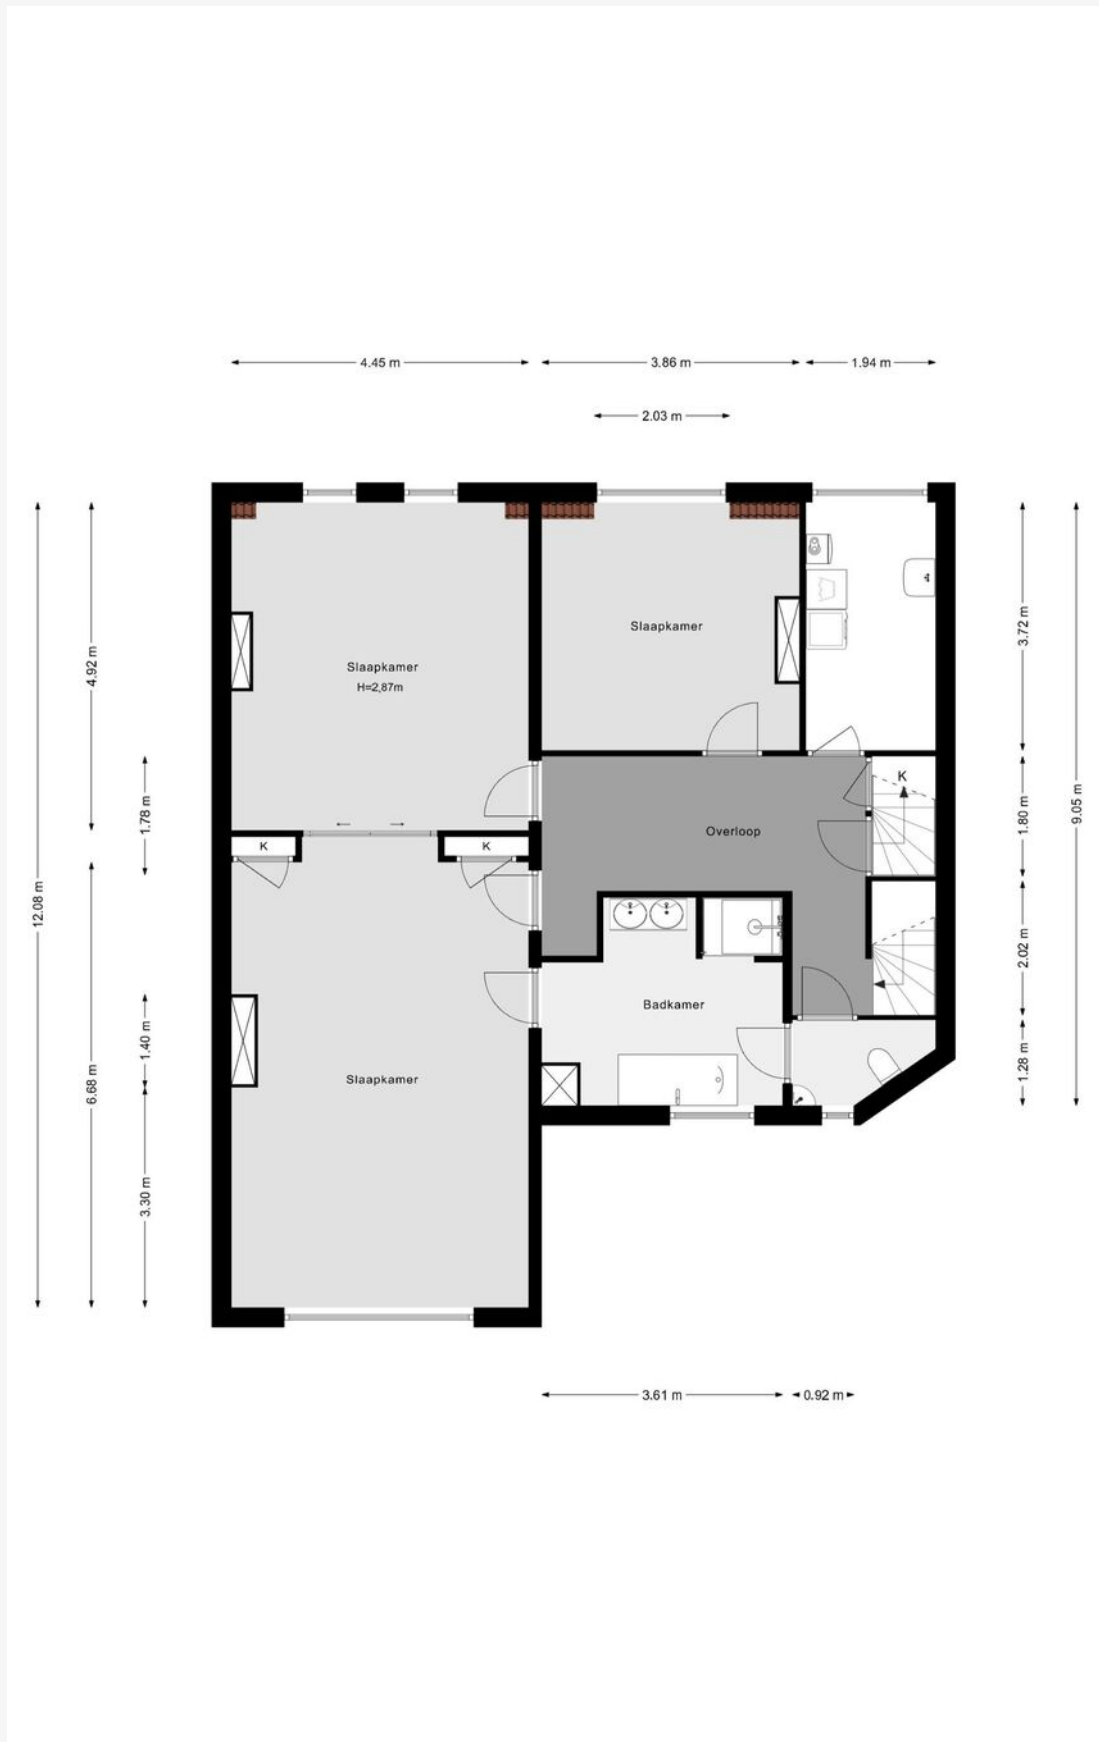 4.45 m
3.86 m
1.94 m
2.03 m
4.92 m
3.72 m
Slaapkamer
Slaapkamer
H=2,87m
1.78 m
K
1.80 m
9.05 m
Overloop
K
K
12.08 m
2.02 m
Badkamer
1.40 m
6.68 m
1.28 m
Slaapkamer
3.30 m
3.61 m
0.92 m